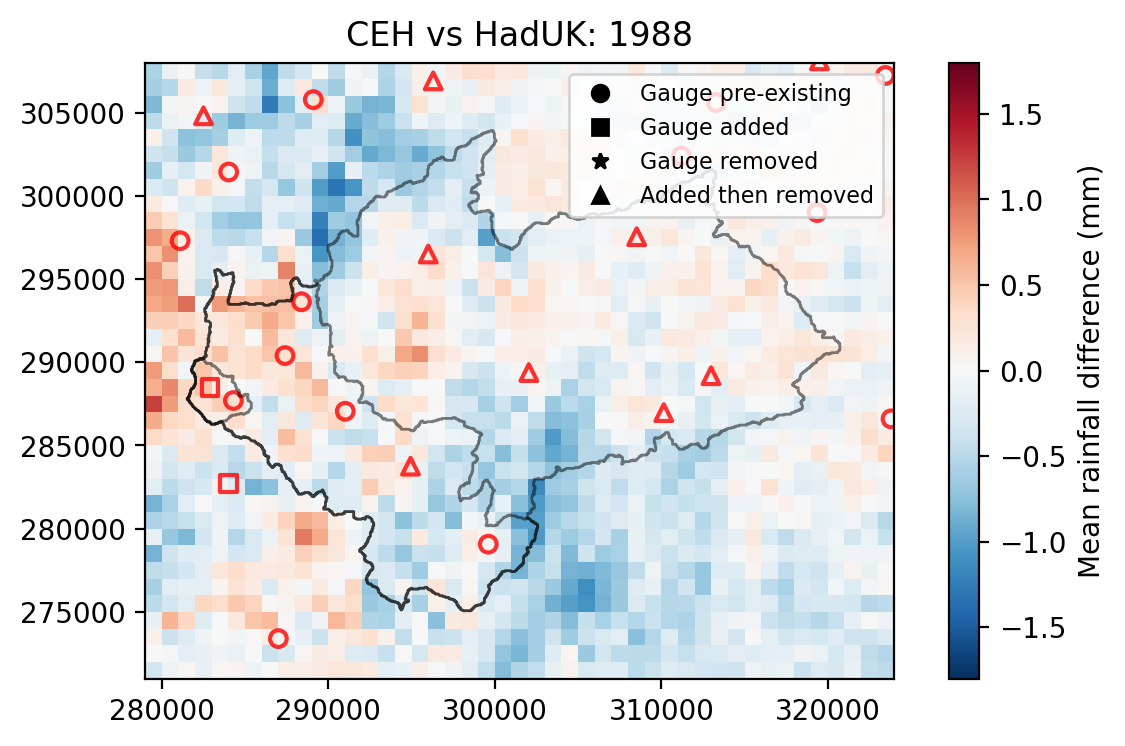 CEH vs HadUK: 1988
Gauge pre-existing
Gauge added
Gauge removed
Added then removed
305000
300000
295000
290000
285000
280000
275000
280000 290000 300000 310000 320000
1.5
1.0
0.5
0.0
−0.5
−1.0
−1.5
Mean rainfall difference (mm)